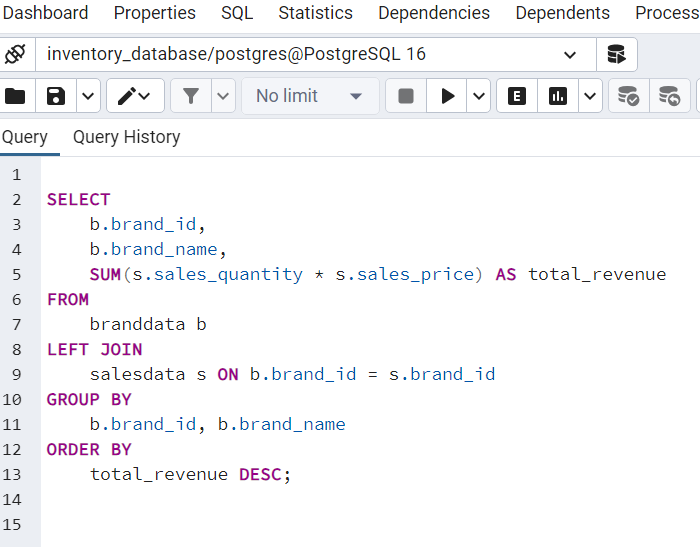 Dashboard Properties SQL Statistics Dependencies Dependents Process
inventory_database/postgres@PostgreSQL 16
No limit E
Query Query History
1
2 SELECT
3 b.brand_id,
4 b.brand_name,
5 SUM(s.sales_quantity * s.sales_price) AS total_revenue
6 FROM
7 branddata b
8 LEFT JOIN
9 salesdata s ON b.brand_id = s.brand_id
10 GROUP BY
11 b.brand_id, b.brand_name
12 ORDER BY
13 total_revenue DESC;
14
15